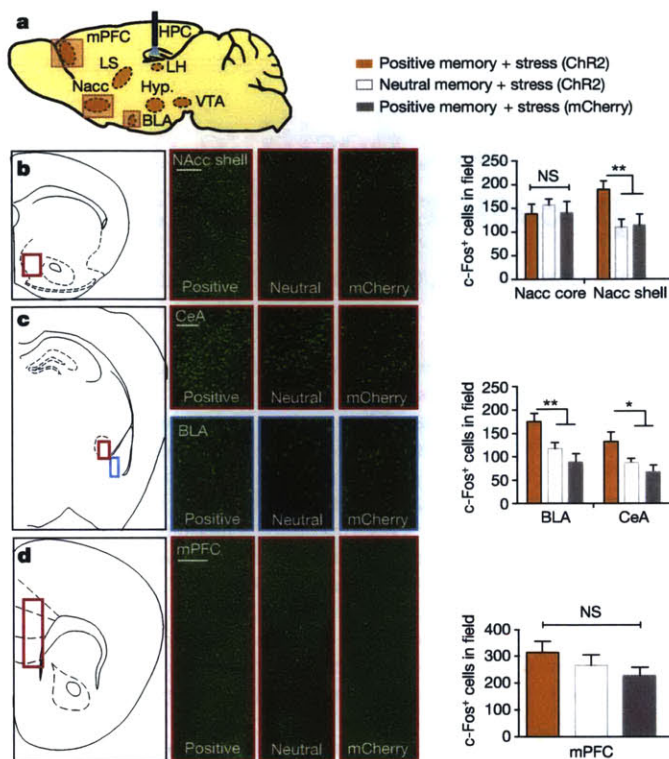 a
mPFC
HPC
LS
LH
Nacc
Hyp.
VTA
BLA
Positive memory + stress (ChR2)
Neutral memory + stress (ChR2)
Positive memory + stress (mCherry)
b
NAcc shell
Positive
Neutral
mCherry
c-Fos+ cells in field
250
200
150
100
50
0
NS
**
Nacc core
Nacc shell
c
CeA
Positive
Neutral
mCherry
BLA
Positive
Neutral
mCherry
c-Fos+ cells in field
250
200
150
100
50
0
**
*
BLA
CeA
d
mPFC
Positive
Neutral
mCherry
c-Fos+ cells in field
400
300
200
100
0
NS
mPFC